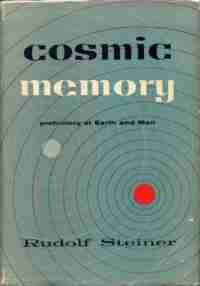 cosmic
memory
prehistory of Earth and Man
Rudolf Steiner